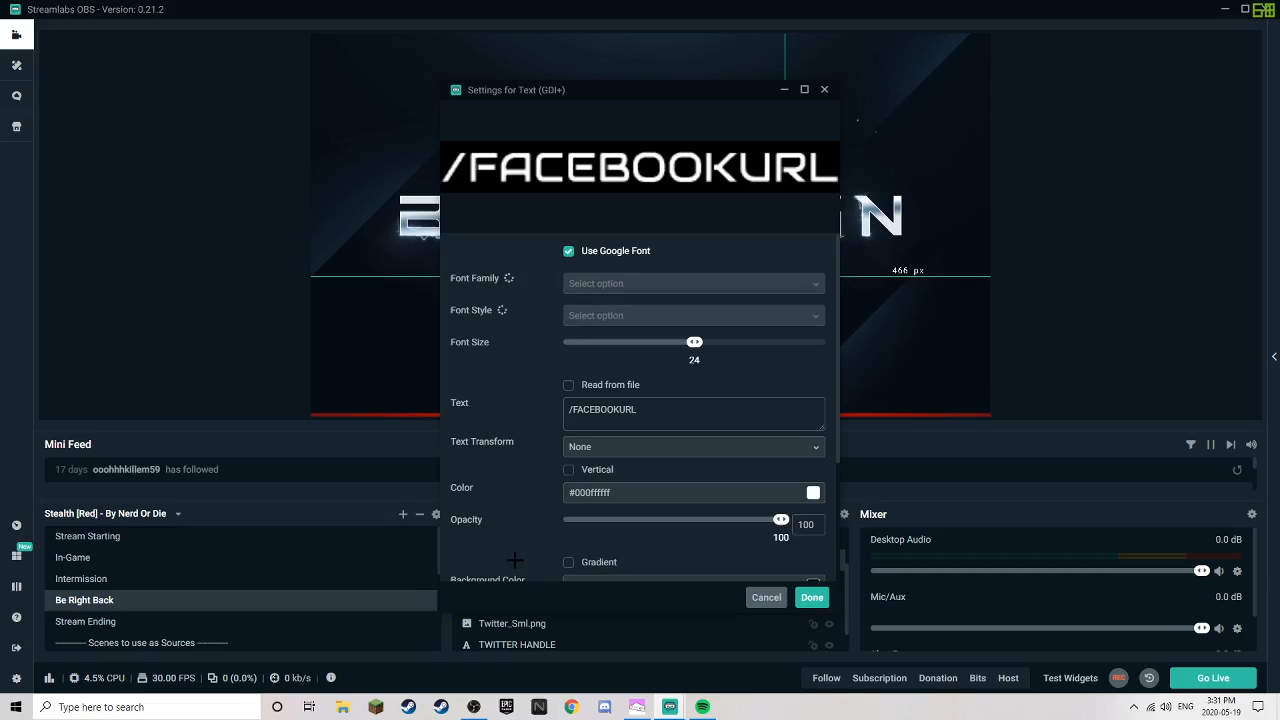 Streamlabs OBS - Version: 0.21.2
Settings for Text (GDI+)
/FACEBOOKURL
N
466 px
Use Google Font
Font Family
Select option
Font Style
Select option
Font Size
24
Read from file
Text
/FACEBOOKURL
Text Transform
None
Vertical
Color
#000ffffff
Opacity
100
100
Gradient
Background Color
Cancel
Done
Mini Feed
17 days ooohhhkillem59 has followed
Stealth [Red] - By Nerd Or Die
Stream Starting
In-Game
Intermission
Be Right Back
Stream Ending
---------- Scenes to use as Sources ----------
Twitter_Sml.png
TWITTER HANDLE
Mixer
Desktop Audio
0.0 dB
Mic/Aux
0.0 dB
New
4.5% CPU
30.00 FPS
0 (0.0%)
0 kb/s
Follow
Subscription
Donation
Bits
Host
Test Widgets
REC
Go Live
Type here to search
ENG
3:31 PM
2020-05-19